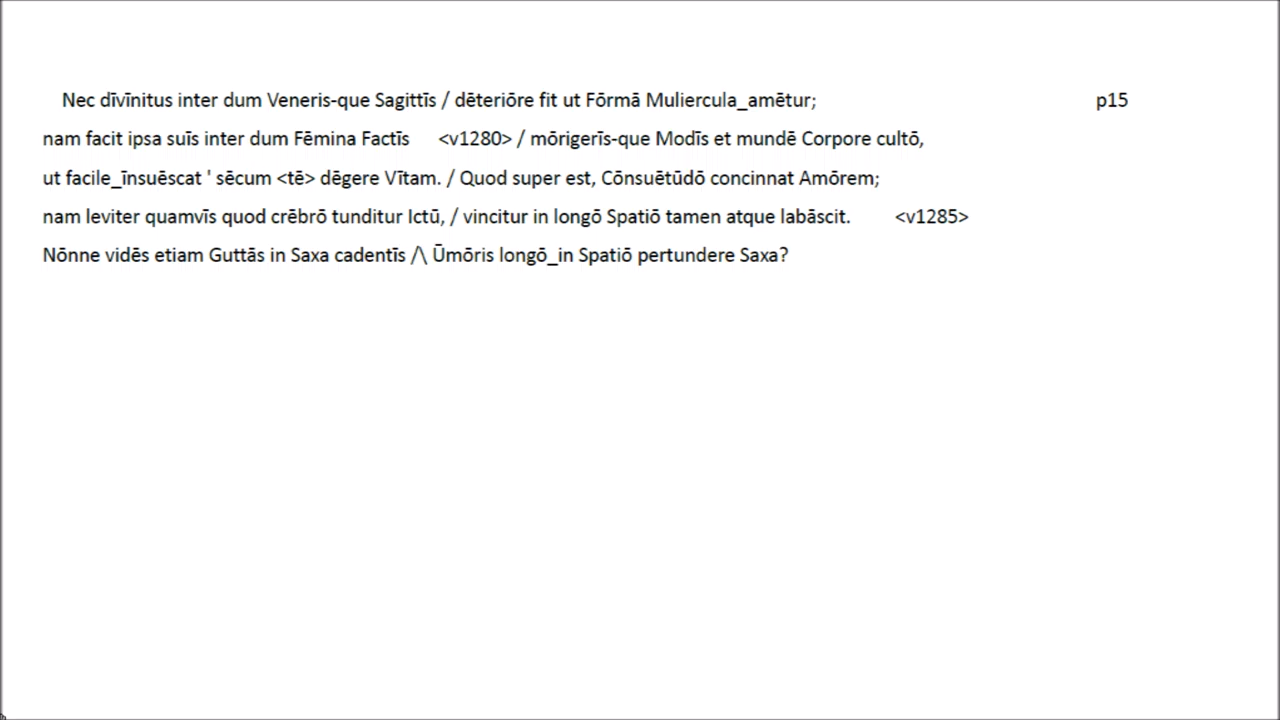 Nec dīvīnitus inter dum Veneris-que Sagittīs / dēteriōre fit ut Fōrmā Muliercula_amētur; p15
nam facit ipsa suīs inter dum Fēmina Factīs <v1280> / mōrigerīs-que Modīs et mundē Corpore cultō,
ut facile_īnsuēscat ' sēcum <tē> dēgere Vītam. / Quod super est, Cōnsuētūdō concinnat Amōrem;
nam leviter quamvīs quod crēbrō tunditur Ictū, / vincitur in longō Spatiō tamen atque labāscit. <v1285>
Nōnne vidēs etiam Guttās in Saxa cadentīs /\ Ūmōris longō_in Spatiō pertundere Saxa?